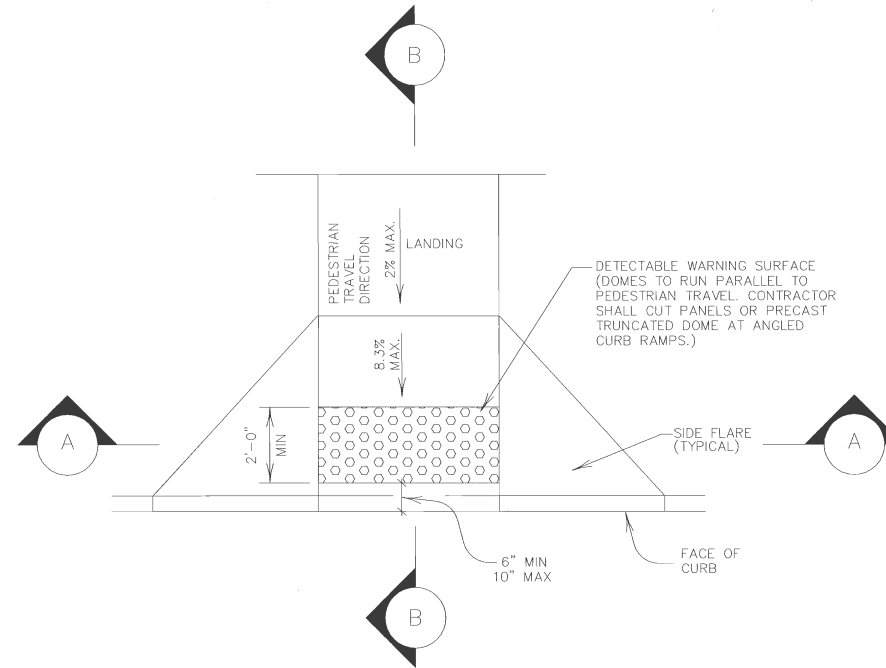 B
PEDESTRIAN
TRAVEL
DIRECTION
2% MAX.
LANDING
DETECTABLE WARNING SURFACE
(DOMES TO RUN PARALLEL TO
PEDESTRIAN TRAVEL. CONTRACTOR
SHALL CUT PANELS OR PRECAST
TRUNCATED DOME AT ANGLED
CURB RAMPS.)
8.3%
MAX.
A
2'-0"
MIN
SIDE FLARE
(TYPICAL)
A
6" MIN
10" MAX
FACE OF
CURB
B